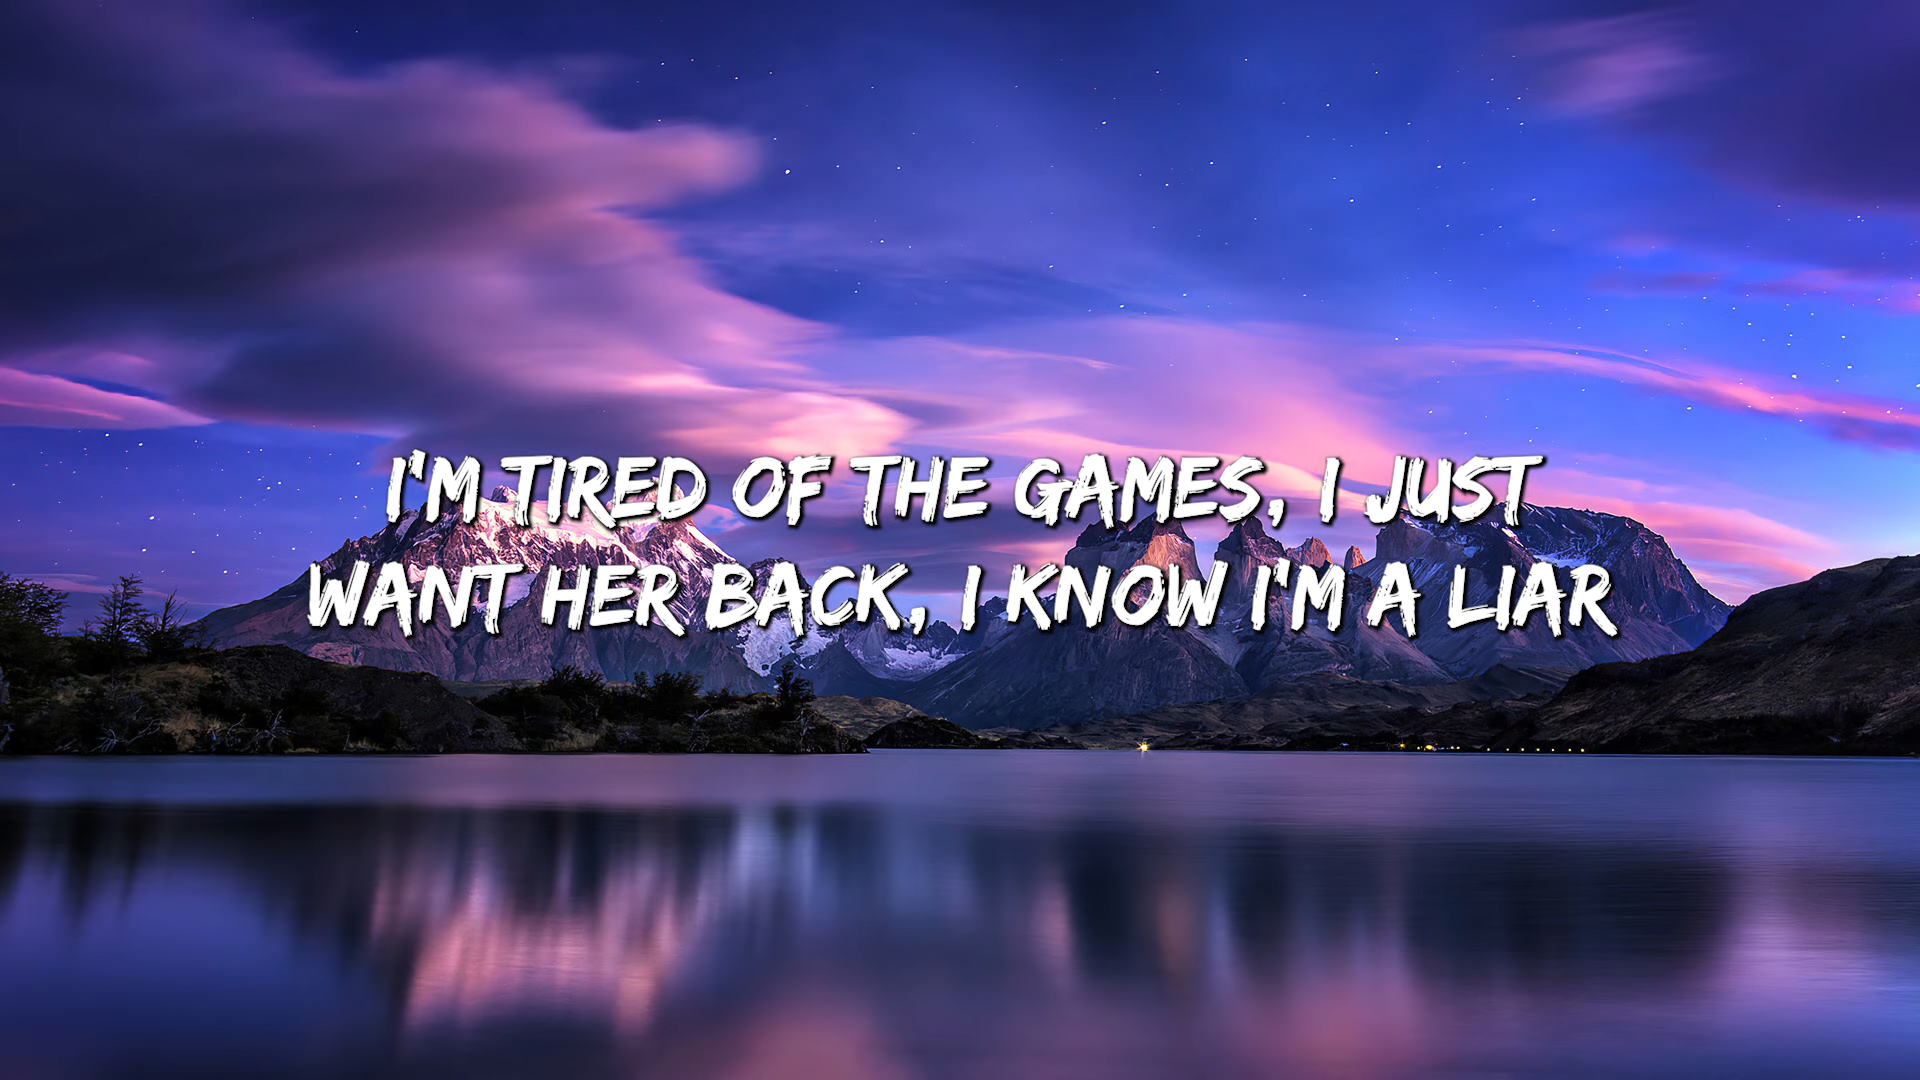 I'M TIRED OF THE GAMES, I JUST
WANT HER BACK, I KNOW I'M A LIAR